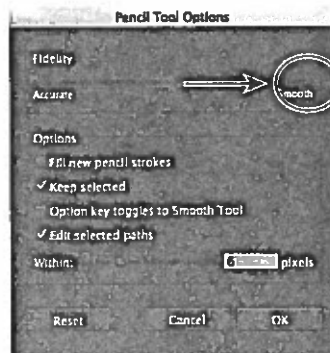 Pencil Tool Options
Fidelity
Accurate Smooth
Options
Fill new pencil strokes
✓ Keep selected
Option key toggles to Smooth Tool
✓ Edit selected paths
Within: pixels
Reset Cancel OK